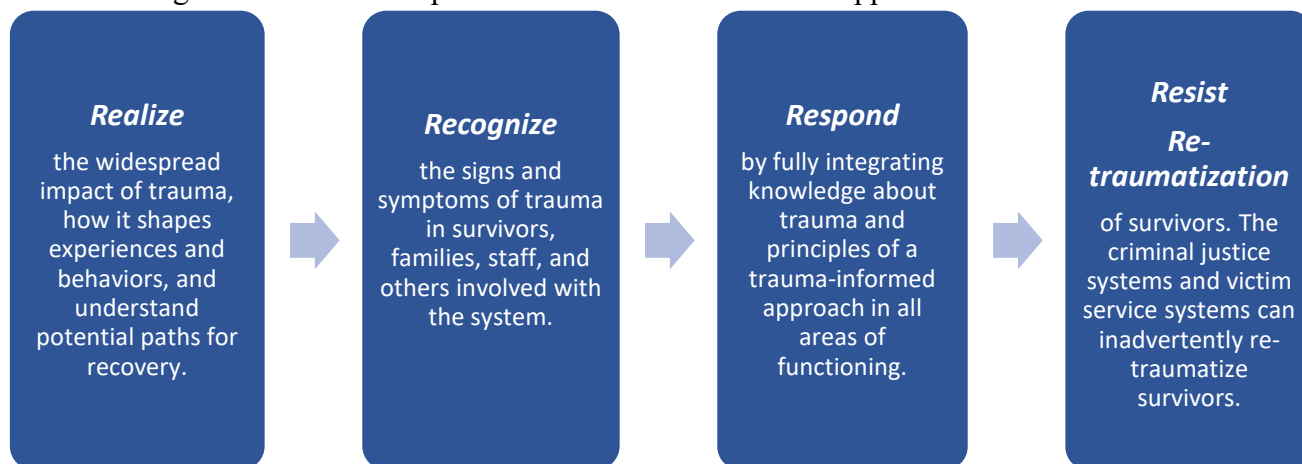 Realize
the widespread
impact of trauma,
how it shapes
experiences and
behaviors, and
understand
potential paths for
recovery.
Recognize
the signs and
symptoms of trauma
in survivors,
families, staff, and
others involved with
the system.
Respond
by fully integrating
knowledge about
trauma and
principles of a
trauma-informed
approach in all
areas of
functioning.
Resist
Re-
traumatization
of survivors. The
criminal justice
systems and victim
service systems can
inadvertently re-
traumatize
survivors.